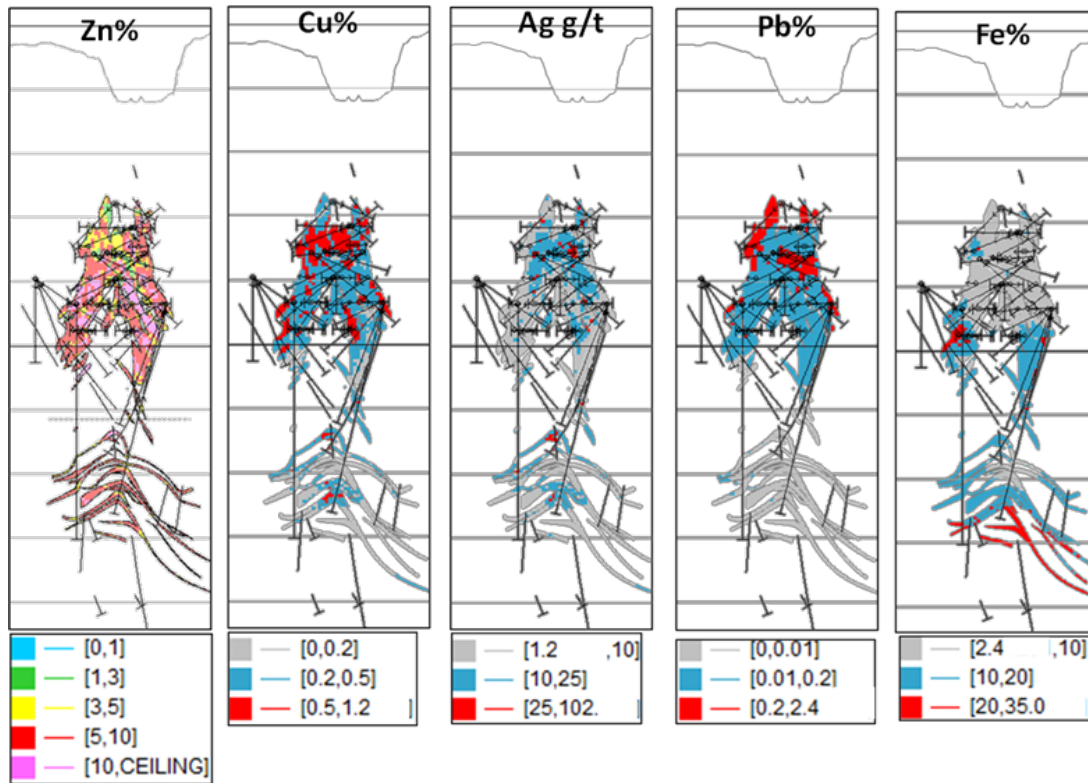 Zn%
Cu%
Ag g/t
Pb%
Fe%
[0,1]
[1,3]
[3,5]
[5,10]
[10,CEILING]
[0,0.2]
[0.2,0.5]
[0.5,1.2 ]
[1.2 ,10]
[10,25]
[25,102. ]
[0,0.01]
[0.01,0.2]
[0.2,2.4
[2.4 ,10]
[10,20]
[20,35.0 ]